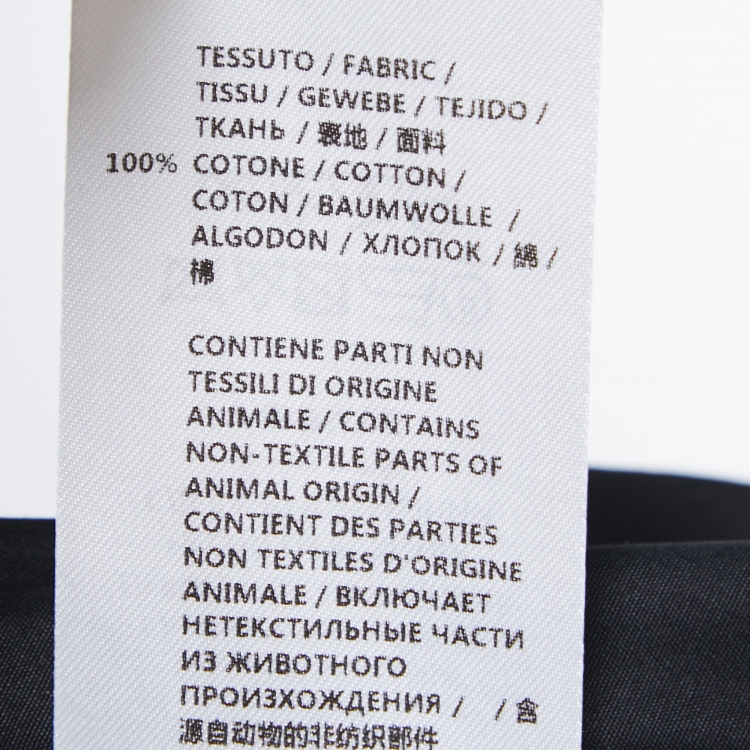 TESSUTO / FABRIC /
TISSU / GEWEBE / TEJIDO /
ТКАНЬ / 表地 / 面料
100% COTONE / COTTON /
COTON / BAUMWOLLE /
ALGODON / ХЛОПОК / 綿 /
棉
CONTIENE PARTI NON
TESSILI DI ORIGINE
ANIMALE / CONTAINS
NON-TEXTILE PARTS OF
ANIMAL ORIGIN /
CONTIENT DES PARTIES
NON TEXTILES D'ORIGINE
ANIMALE / ВКЛЮЧАЕТ
НЕТЕКСТИЛЬНЫЕ ЧАСТИ
ИЗ ЖИВОТНОГО
ПРОИЗХОЖДЕНИЯ / / 含
源自动物的非纺织部件